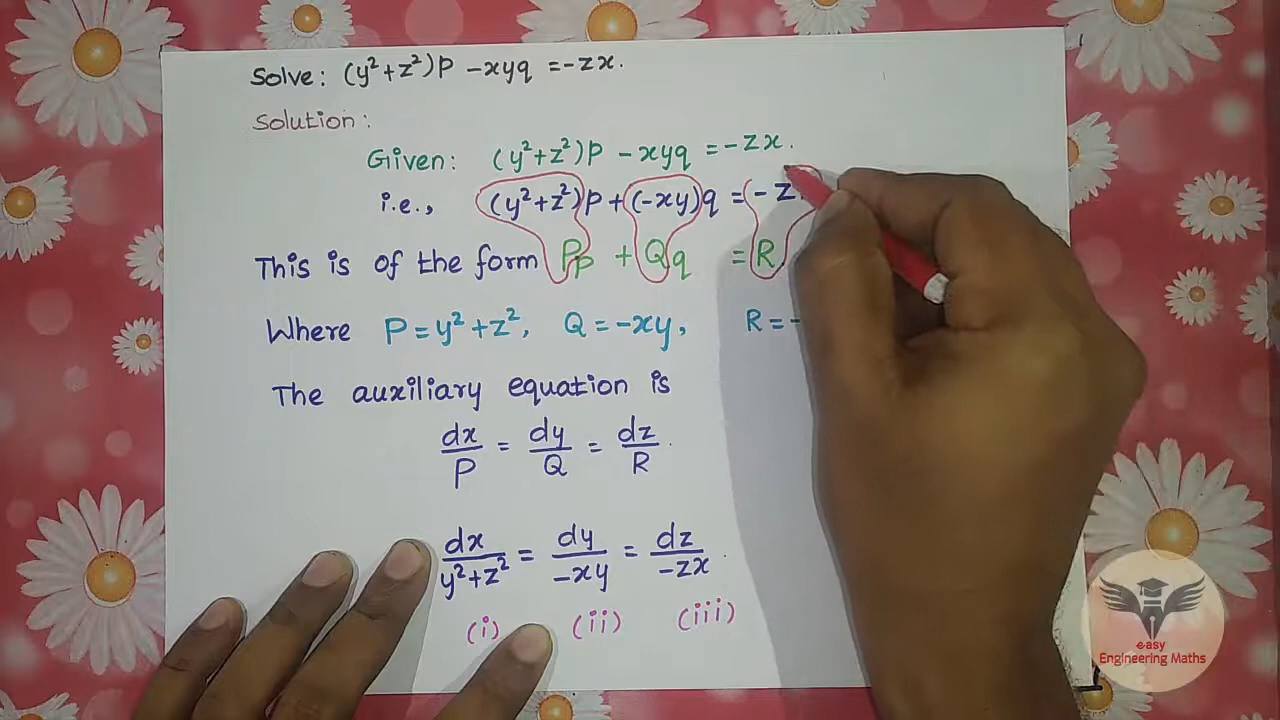 Solve: (y²+z²)p -xyq =-zx.
Solution:
Given: (y²+z²)p -xyq =-zx.
i.e., (y²+z²)p+(-xy)q =-z
This is of the form Pp + Qq = R
Where P=y²+z², Q=-xy, R=-
The auxiliary equation is
dx/P = dy/Q = dz/R.
dx/y²+z² = dy/-xy = dz/-zx.
(i) (ii) (iii)
easy
Engineering Maths